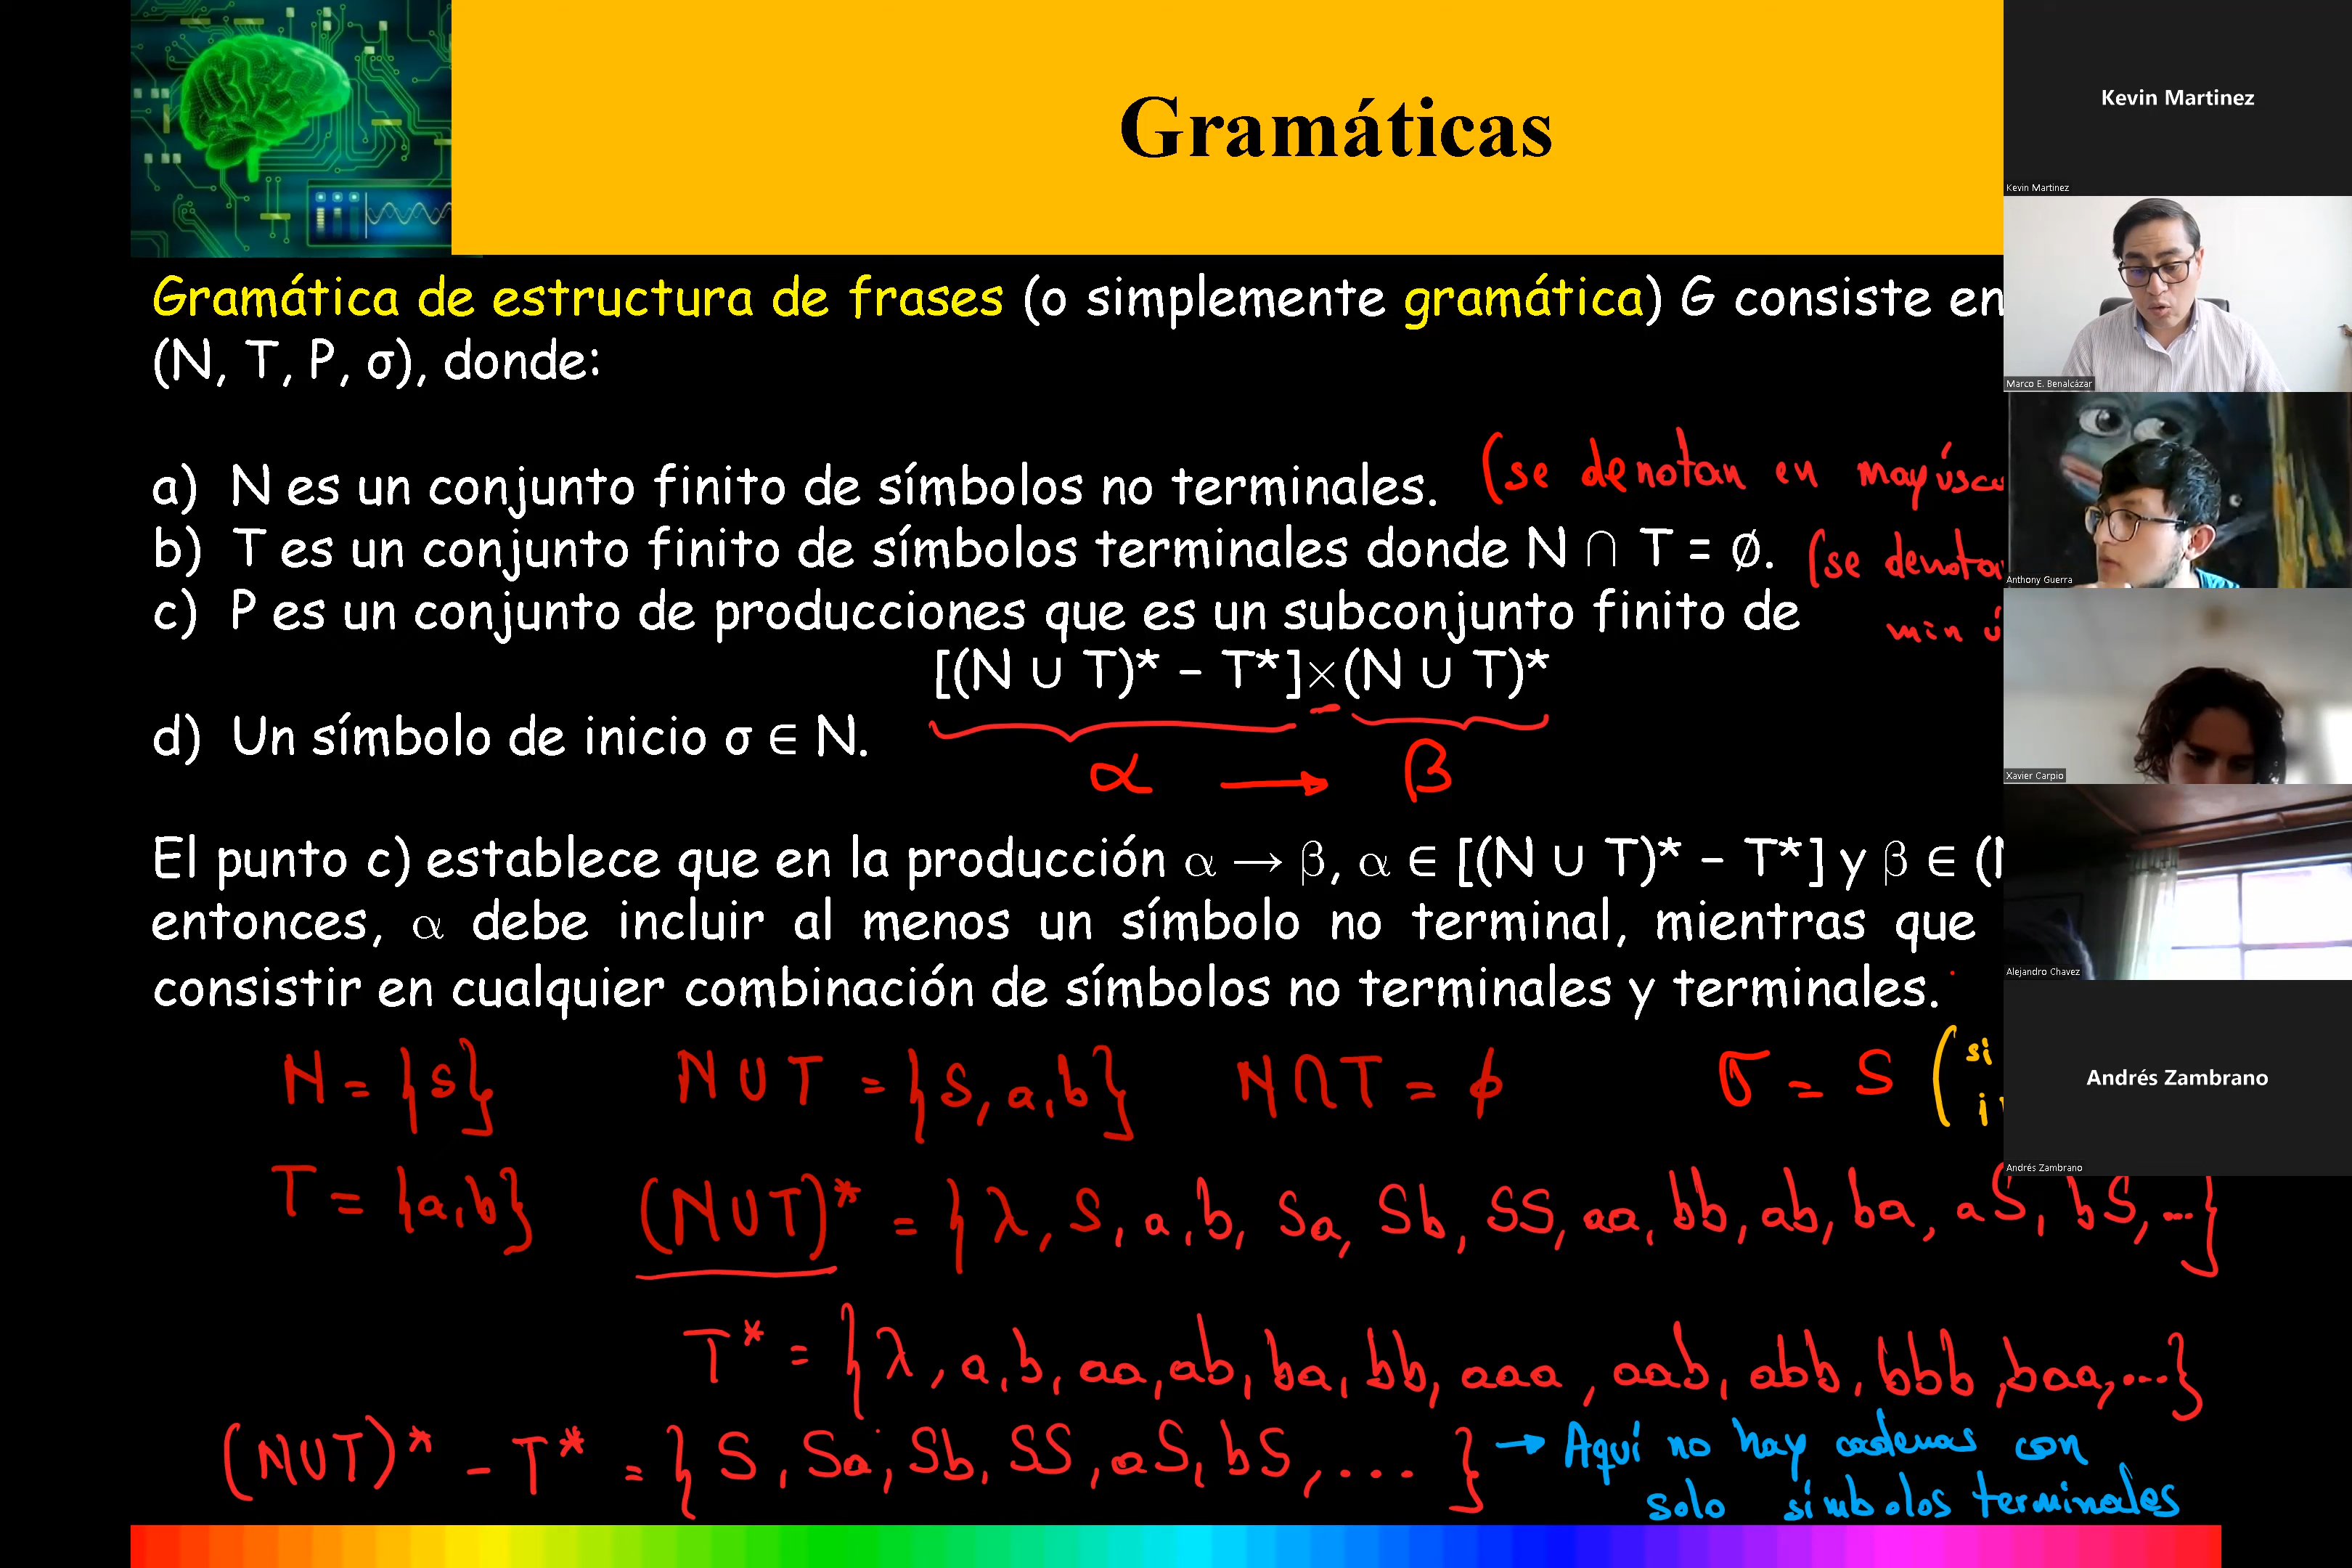 Gramáticas
Gramática de estructura de frases (o simplemente gramática) G consiste en
(N, T, P, σ), donde:
a) N es un conjunto finito de símbolos no terminales. (se denotan en
b) T es un conjunto finito de símbolos terminales donde N ∩ T = ∅. (se
c) P es un conjunto de producciones que es un subconjunto finito de
[(N ∪ T)* – T*]×(N ∪ T)*
d) Un símbolo de inicio σ ∈ N.
α → β
El punto c) establece que en la producción α → β, α ∈ [(N ∪ T)* – T*] y β ∈
entonces, α debe incluir al menos un símbolo no terminal, mientras que
consistir en cualquier combinación de símbolos no terminales y terminales.
N = {S} N ∪ T = {S, a, b} N ∩ T = ϕ σ = S (
T = {a, b} (N ∪ T)* = {λ, S, a, b, Sa, Sb, SS, aa, bb, ab, ba, aS, bS, ...}
T* = {λ, a, b, aa, ab, ba, bb, aaa, aab, abb, bbb, baa, ...}
(N ∪ T)* - T* = {S, Sa, Sb, SS, aS, bS, ... } → Aquí no hay cadenas con
solo símbolos terminales
Kevin Martinez
Kevin Martinez
Marco E. Benalcázar
Anthony Guerra
Xavier Carpio
Alejandro Chavez
Andrés Zambrano
Andrés Zambrano